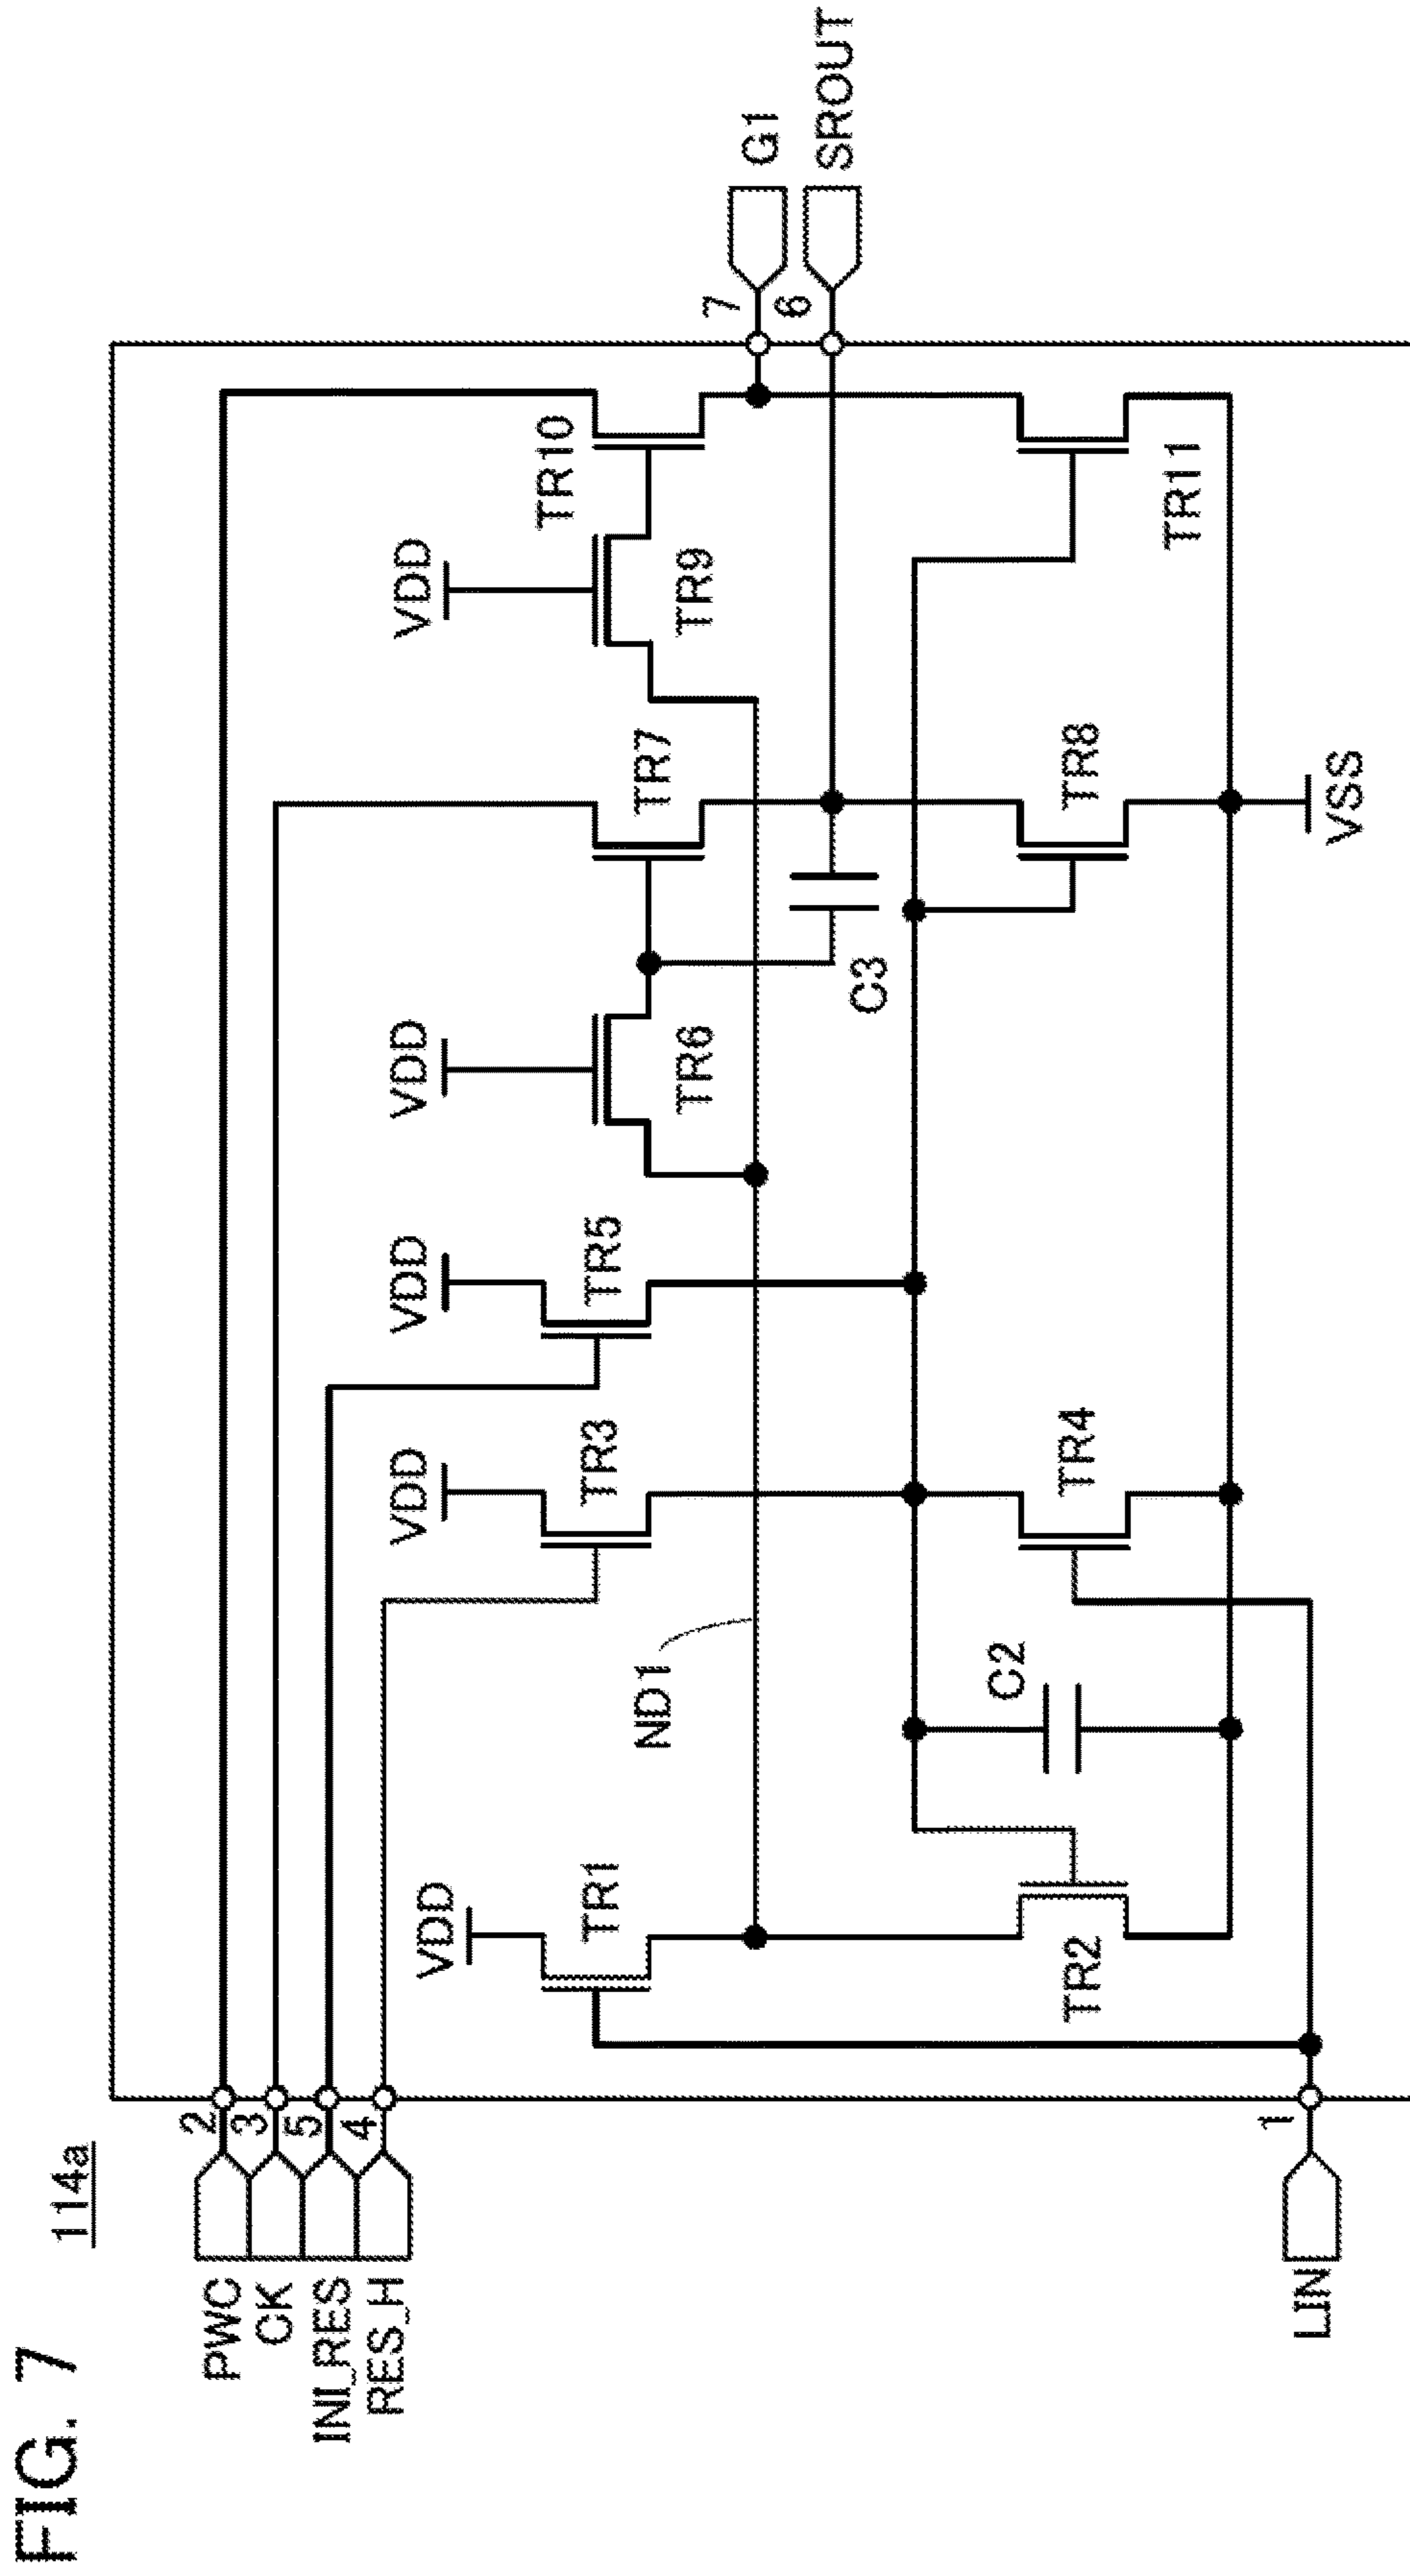 FIG. 7
114a
PWC
2
CK
3
INI_RES
5
RES_H
4
LIN
1
VDD
TR1
TR2
ND1
C2
VDD
TR3
TR4
VDD
TR5
VDD
TR6
C3
TR7
TR8
VSS
VDD
TR9
TR10
TR11
7
G1
6
SROUT